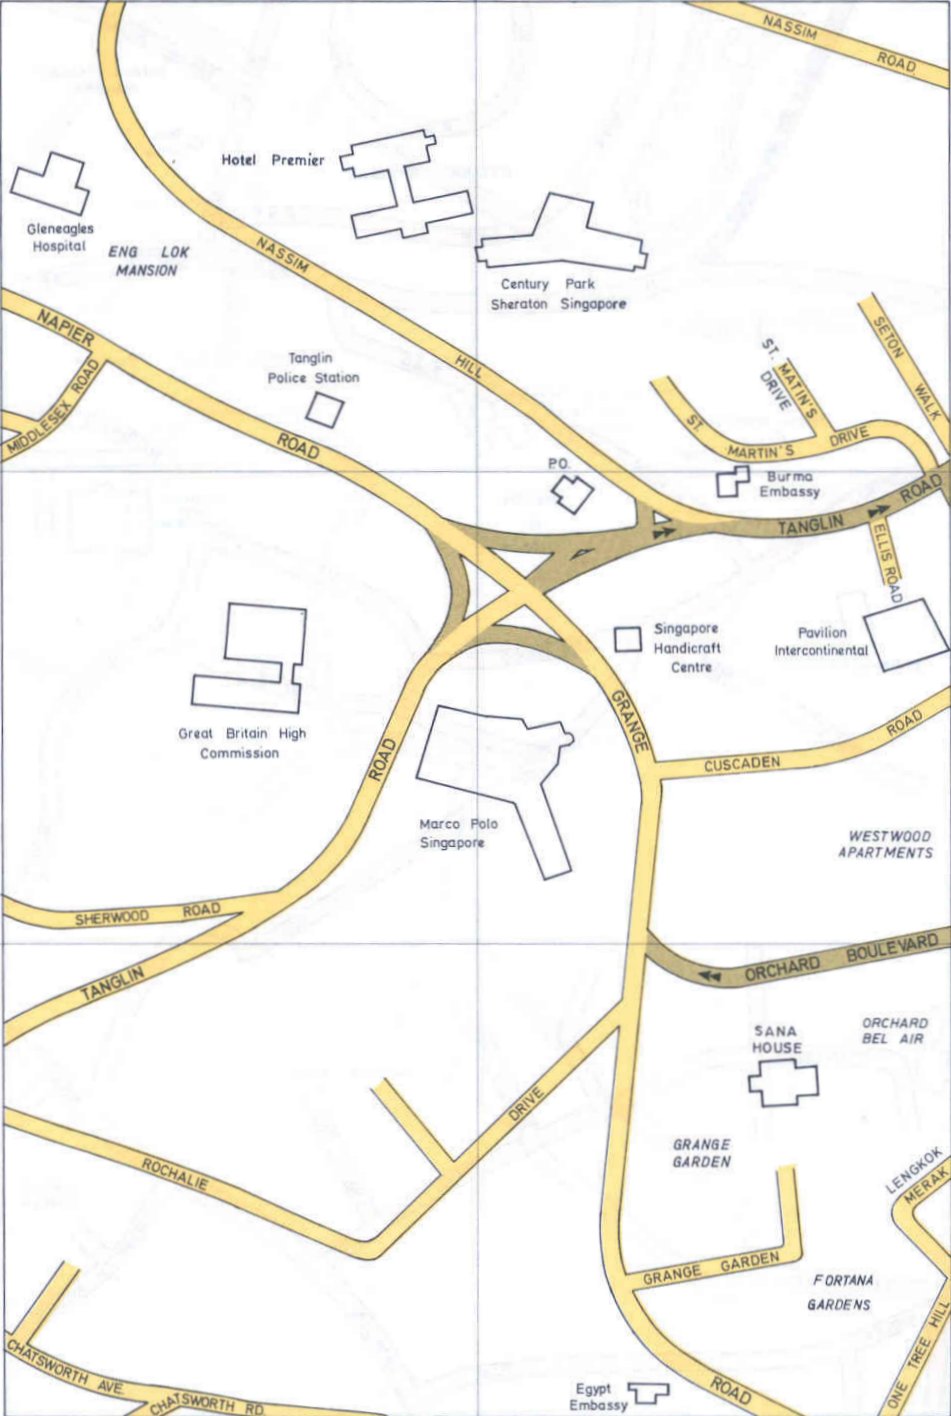 NASSIM
ROAD
Hotel Premier
Gleneagles
Hospital
ENG LOK
MANSION
NASSIM
HILL
Century Park
Sheraton Singapore
NAPIER
ROAD
MIDDLESEX ROAD
Tanglin
Police Station
ST. MATIN'S
DRIVE
SETON
WALK
ST.
MARTIN'S
DRIVE
P.O.
Burma
Embassy
TANGLIN
ROAD
ELLIS ROAD
Singapore
Handicraft
Centre
Pavilion
Intercontinental
Great Britain High
Commission
GRANGE
ROAD
CUSCADEN
ROAD
Marco Polo
Singapore
WESTWOOD
APARTMENTS
SHERWOOD ROAD
TANGLIN
ORCHARD BOULEVARD
ORCHARD
BEL AIR
SANA
HOUSE
DRIVE
ROCHALIE
GRANGE
GARDEN
LENGKOK
MERAK
GRANGE GARDEN
FORTANA
GARDENS
CHATSWORTH AVE.
CHATSWORTH RD.
ONE TREE HILL
Egypt
Embassy
ROAD